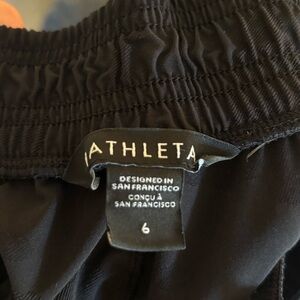 ATHLETA
DESIGNED IN
SAN FRANCISCO
CONÇU À
SAN FRANCISCO
6